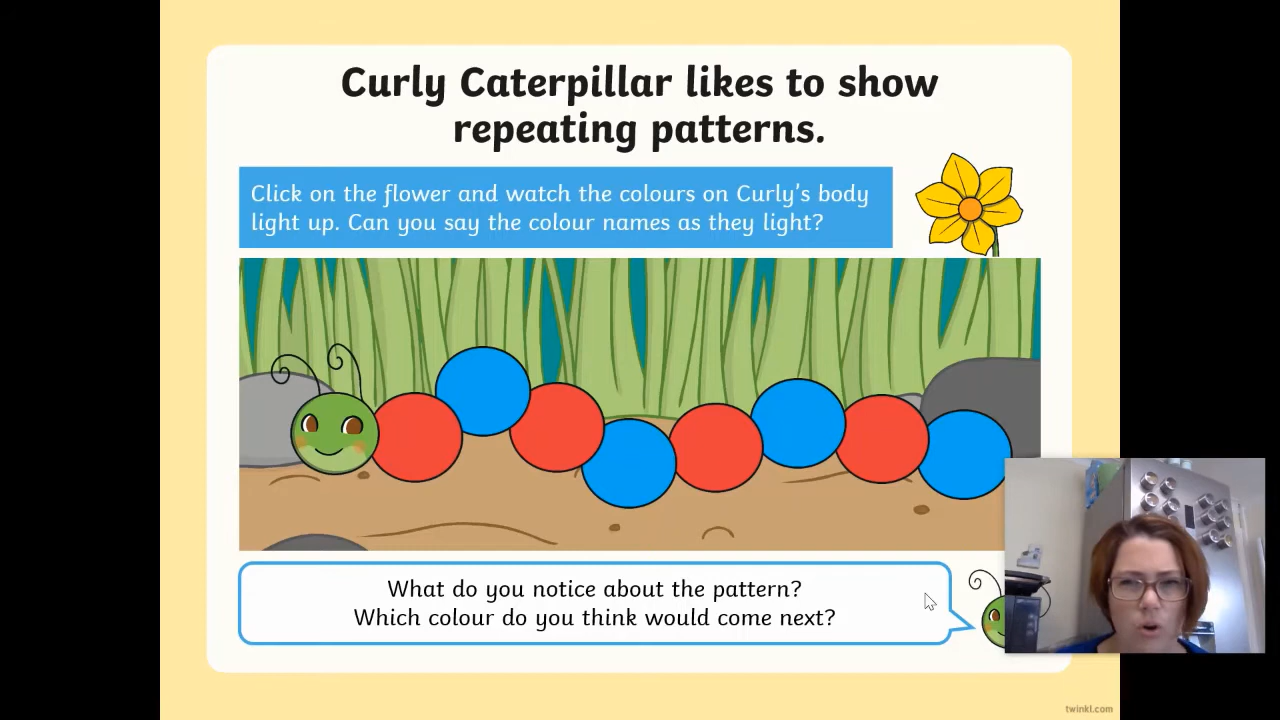 Curly Caterpillar likes to show
repeating patterns.
Click on the flower and watch the colours on Curly's body
light up. Can you say the colour names as they light?
What do you notice about the pattern?
Which colour do you think would come next?
twinkl.com